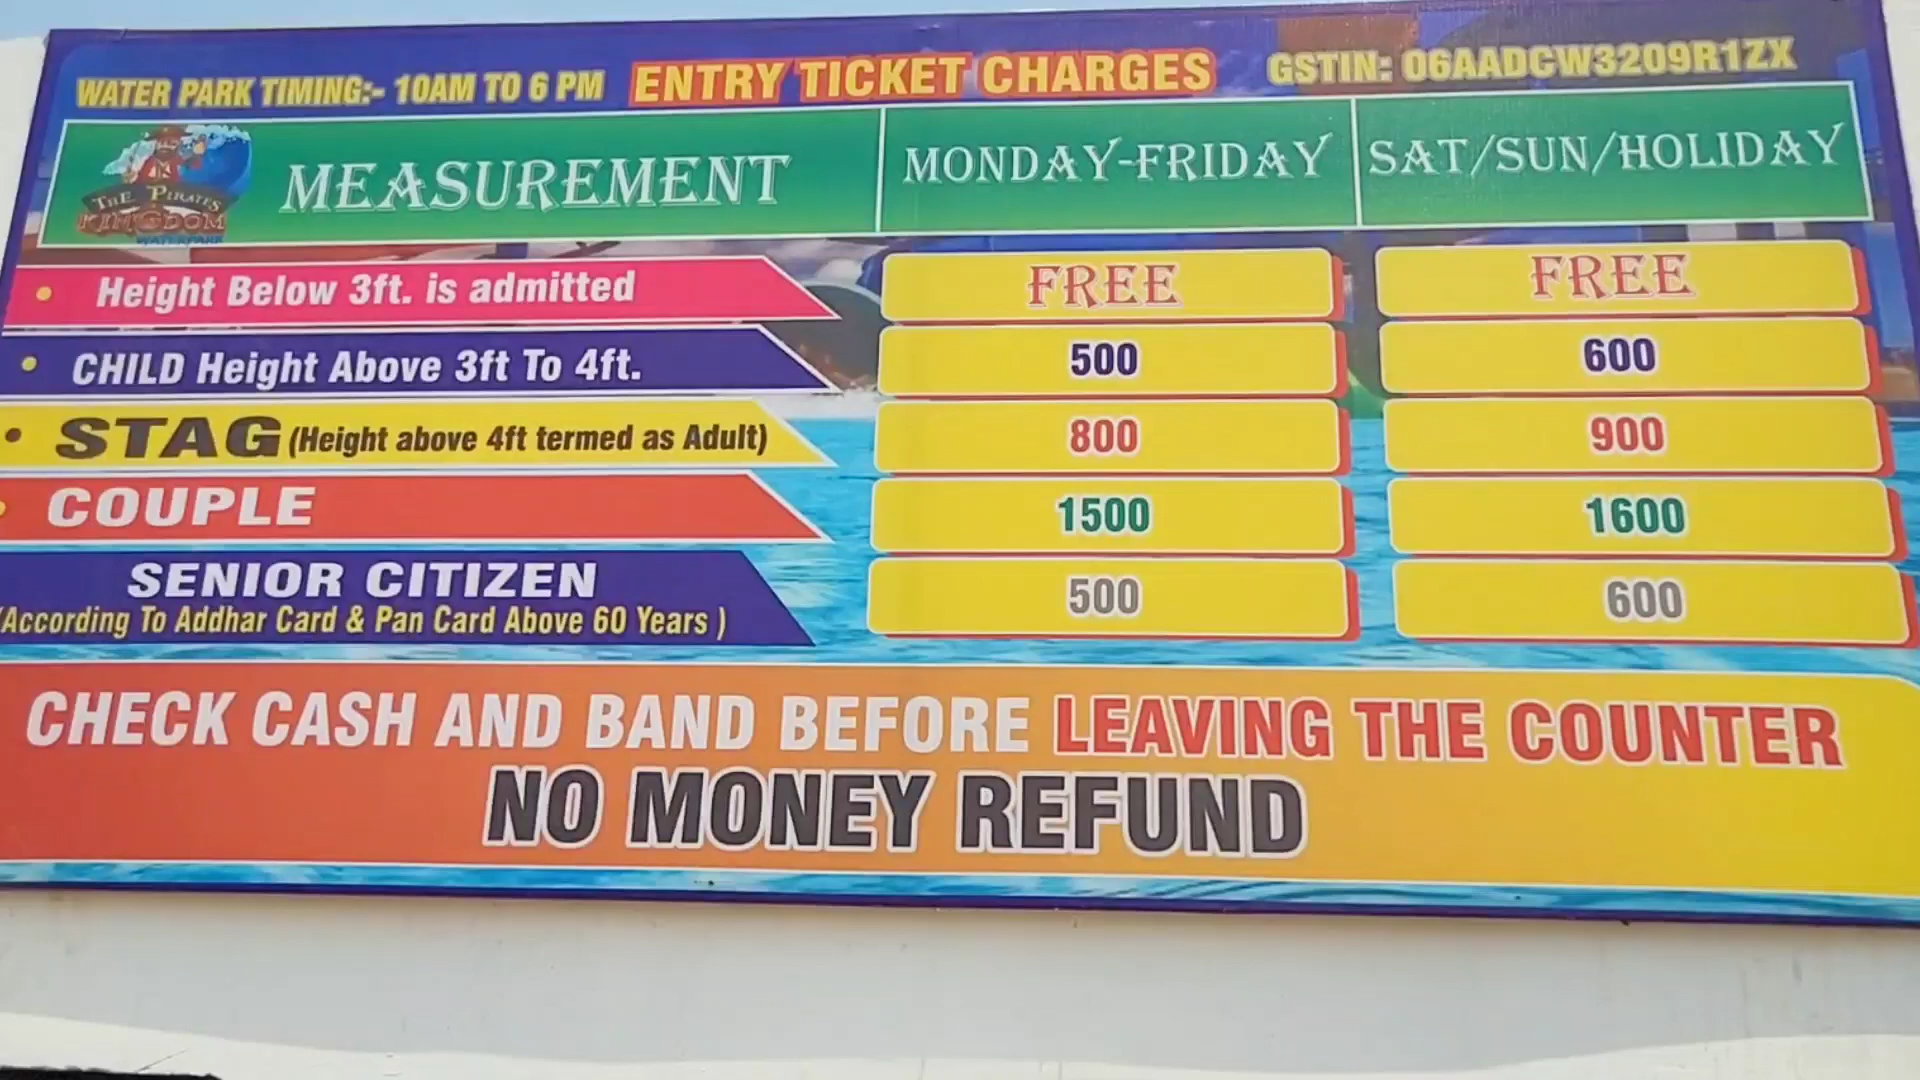 WATER PARK TIMING:- 10AM TO 6 PM ENTRY TICKET CHARGES GSTIN: 06AADCW3209R1ZX
THE PIRATES
KINGDOM
WATERPARK
MEASUREMENT MONDAY-FRIDAY SAT/SUN/HOLIDAY
• Height Below 3ft. is admitted FREE FREE
• CHILD Height Above 3ft To 4ft. 500 600
• STAG (Height above 4ft termed as Adult) 800 900
• COUPLE 1500 1600
SENIOR CITIZEN 500 600
(According To Addhar Card & Pan Card Above 60 Years )
CHECK CASH AND BAND BEFORE LEAVING THE COUNTER
NO MONEY REFUND